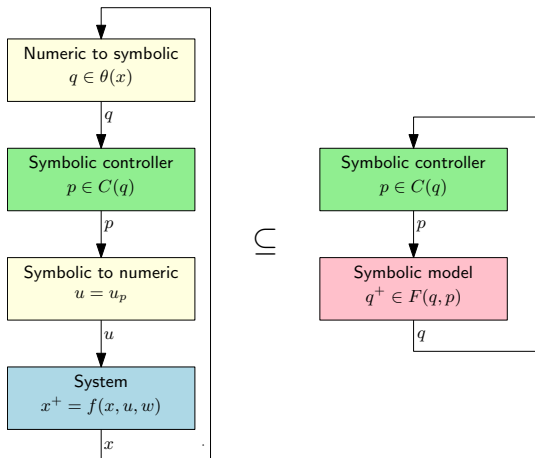 Numeric to symbolic
q ∈ θ(x)
q
Symbolic controller
p ∈ C(q)
p
Symbolic to numeric
u = u_p
u
System
x⁺ = f(x, u, w)
x
⊆
Symbolic controller
p ∈ C(q)
p
Symbolic model
q⁺ ∈ F(q, p)
q